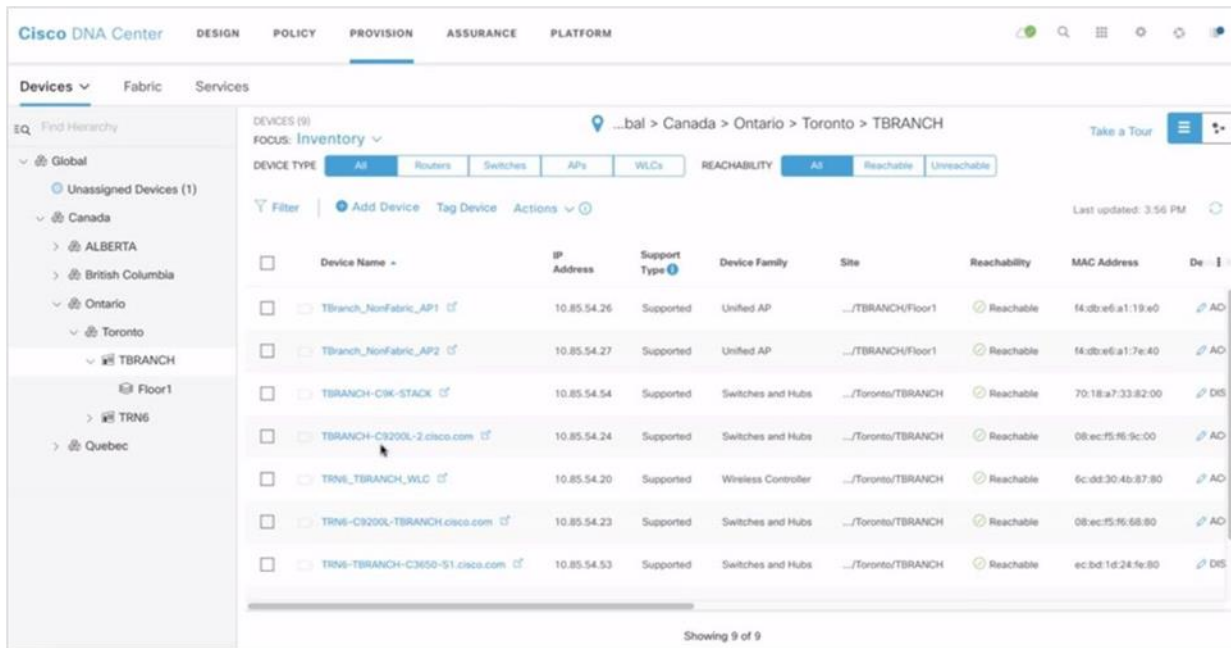 Cisco DNA Center DESIGN POLICY PROVISION ASSURANCE PLATFORM
Devices Fabric Services
Find Hierarchy
Global
Unassigned Devices (1)
Canada
ALBERTA
British Columbia
Ontario
Toronto
TBRANCH
Floor1
TRN6
Quebec
DEVICES (9)
FOCUS: Inventory
...bal > Canada > Ontario > Toronto > TBRANCH
Take a Tour
DEVICE TYPE All Routers Switches APs WLCs REACHABILITY All Reachable Unreachable
Filter Add Device Tag Device Actions Last updated: 3:56 PM
Device Name IP Address Support Type Device Family Site Reachability MAC Address De
TBranch_NonFabric_AP1 10.85.54.26 Supported Unified AP .../TBRANCH/Floor1 Reachable f4:db:e6:a1:19:e0 AC
TBranch_NonFabric_AP2 10.85.54.27 Supported Unified AP .../TBRANCH/Floor1 Reachable f4:db:e6:a1:7e:40 AC
TBRANCH-C9K-STACK 10.85.54.54 Supported Switches and Hubs .../Toronto/TBRANCH Reachable 70:18:a7:33:82:00 DIS
TBRANCH-C9200L-2.cisco.com 10.85.54.24 Supported Switches and Hubs .../Toronto/TBRANCH Reachable 08:ec:f5:f6:9c:00 AC
TRN6_TBRANCH_WLC 10.85.54.20 Supported Wireless Controller .../Toronto/TBRANCH Reachable 6c:dd:30:4b:87:80 AC
TRN6-C9200L-TBRANCH.cisco.com 10.85.54.23 Supported Switches and Hubs .../Toronto/TBRANCH Reachable 08:ec:f5:f6:68:80 AC
TRN6-TBRANCH-C3650-S1.cisco.com 10.85.54.53 Supported Switches and Hubs .../Toronto/TBRANCH Reachable ec:bd:1d:24:fe:80 DIS
Showing 9 of 9